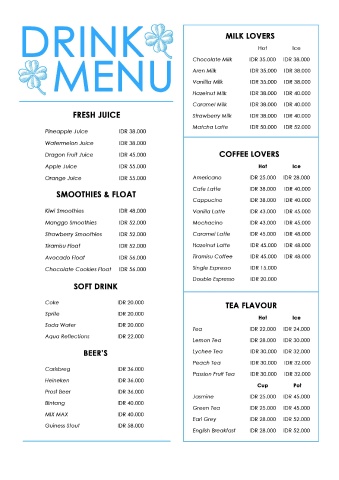 DRINK
MENU
FRESH JUICE
Pineapple Juice IDR 38.000
Watermelon Juice IDR 38.000
Dragon Fruit Juice IDR 45.000
Apple Juice IDR 55.000
Orange Juice IDR 55.000
SMOOTHIES & FLOAT
Kiwi Smoothies IDR 48.000
Manggo Smoothies IDR 52.000
Strawberry Smoothies IDR 52.000
Tiramisu Float IDR 52.000
Avocado Float IDR 56.000
Chocolate Cookies Float IDR 56.000
SOFT DRINK
Coke IDR 20.000
Sprite IDR 20.000
Soda Water IDR 20.000
Aqua Reflections IDR 22.000
BEER'S
Carlsberg IDR 36.000
Heineken IDR 36.000
Prost Beer IDR 36.000
Bintang IDR 40.000
MIX MAX IDR 40.000
Guiness Stout IDR 58.000
MILK LOVERS
Hot Ice
Chocolate Milk IDR 35.000 IDR 38.000
Aren Milk IDR 35.000 IDR 38.000
Vanilla Milk IDR 35.000 IDR 38.000
Hazelnut Milk IDR 38.000 IDR 40.000
Caramel Milk IDR 38.000 IDR 40.000
Strawberry Milk IDR 38.000 IDR 40.000
Matcha Latte IDR 50.000 IDR 52.000
COFFEE LOVERS
Hot Ice
Americano IDR 25.000 IDR 28.000
Cafe Latte IDR 38.000 IDR 40.000
Cappucino IDR 38.000 IDR 40.000
Vanilla Latte IDR 43.000 IDR 45.000
Mochacino IDR 43.000 IDR 45.000
Caramel Latte IDR 45.000 IDR 48.000
Hazelnut Latte IDR 45.000 IDR 48.000
Tiramisu Coffee IDR 45.000 IDR 48.000
Single Espresso IDR 15.000
Double Espresso IDR 20.000
TEA FLAVOUR
Hot Ice
Tea IDR 22.000 IDR 24.000
Lemon Tea IDR 28.000 IDR 30.000
Lychee Tea IDR 30.000 IDR 32.000
Peach Tea IDR 30.000 IDR 32.000
Passion Fruit Tea IDR 30.000 IDR 32.000
Cup Pot
Jasmine IDR 25.000 IDR 45.000
Green Tea IDR 25.000 IDR 45.000
Earl Grey IDR 28.000 IDR 52.000
English Breakfast IDR 28.000 IDR 52.000